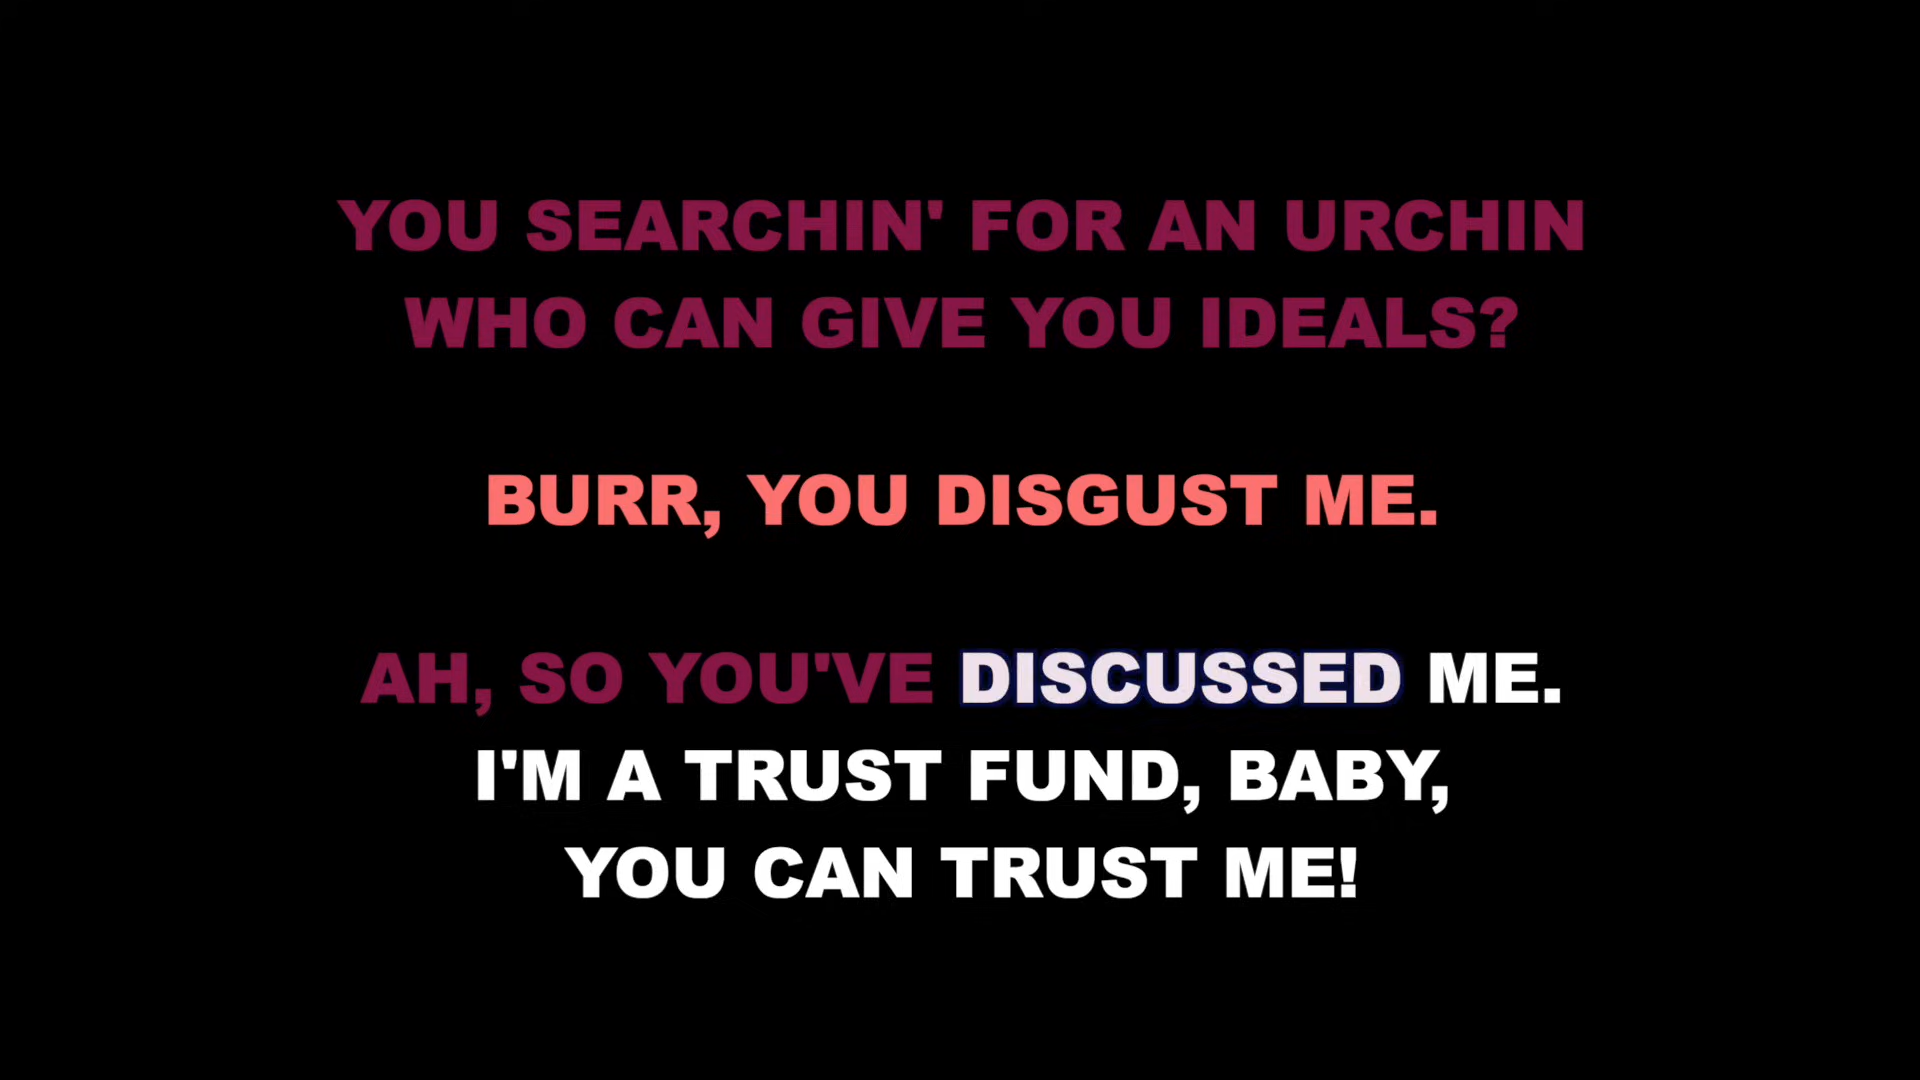 YOU SEARCHIN' FOR AN URCHIN
WHO CAN GIVE YOU IDEALS?
BURR, YOU DISGUST ME.
AH, SO YOU'VE DISCUSSED ME.
I'M A TRUST FUND, BABY,
YOU CAN TRUST ME!